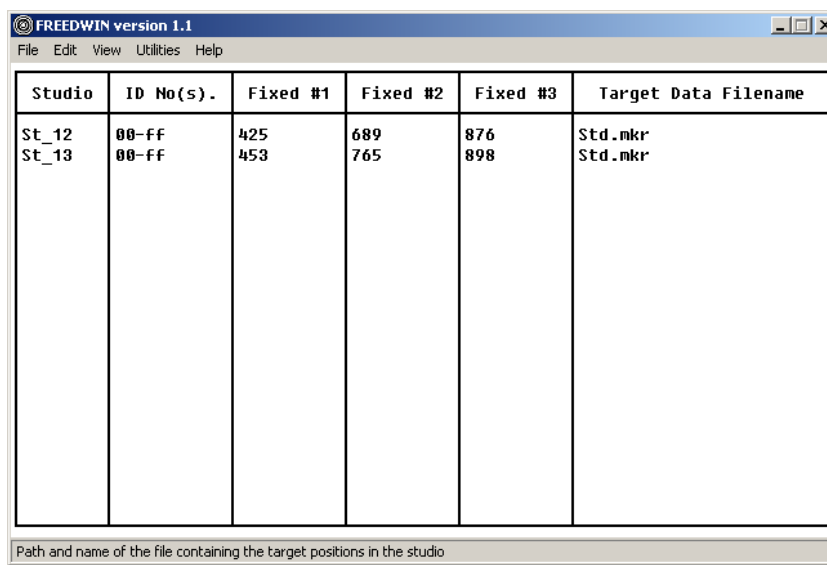 FREEDWIN version 1.1
File Edit View Utilities Help
Studio ID No(s). Fixed #1 Fixed #2 Fixed #3 Target Data Filename
St_12 00-ff 425 689 876 Std.mkr
St_13 00-ff 453 765 898 Std.mkr
Path and name of the file containing the target positions in the studio